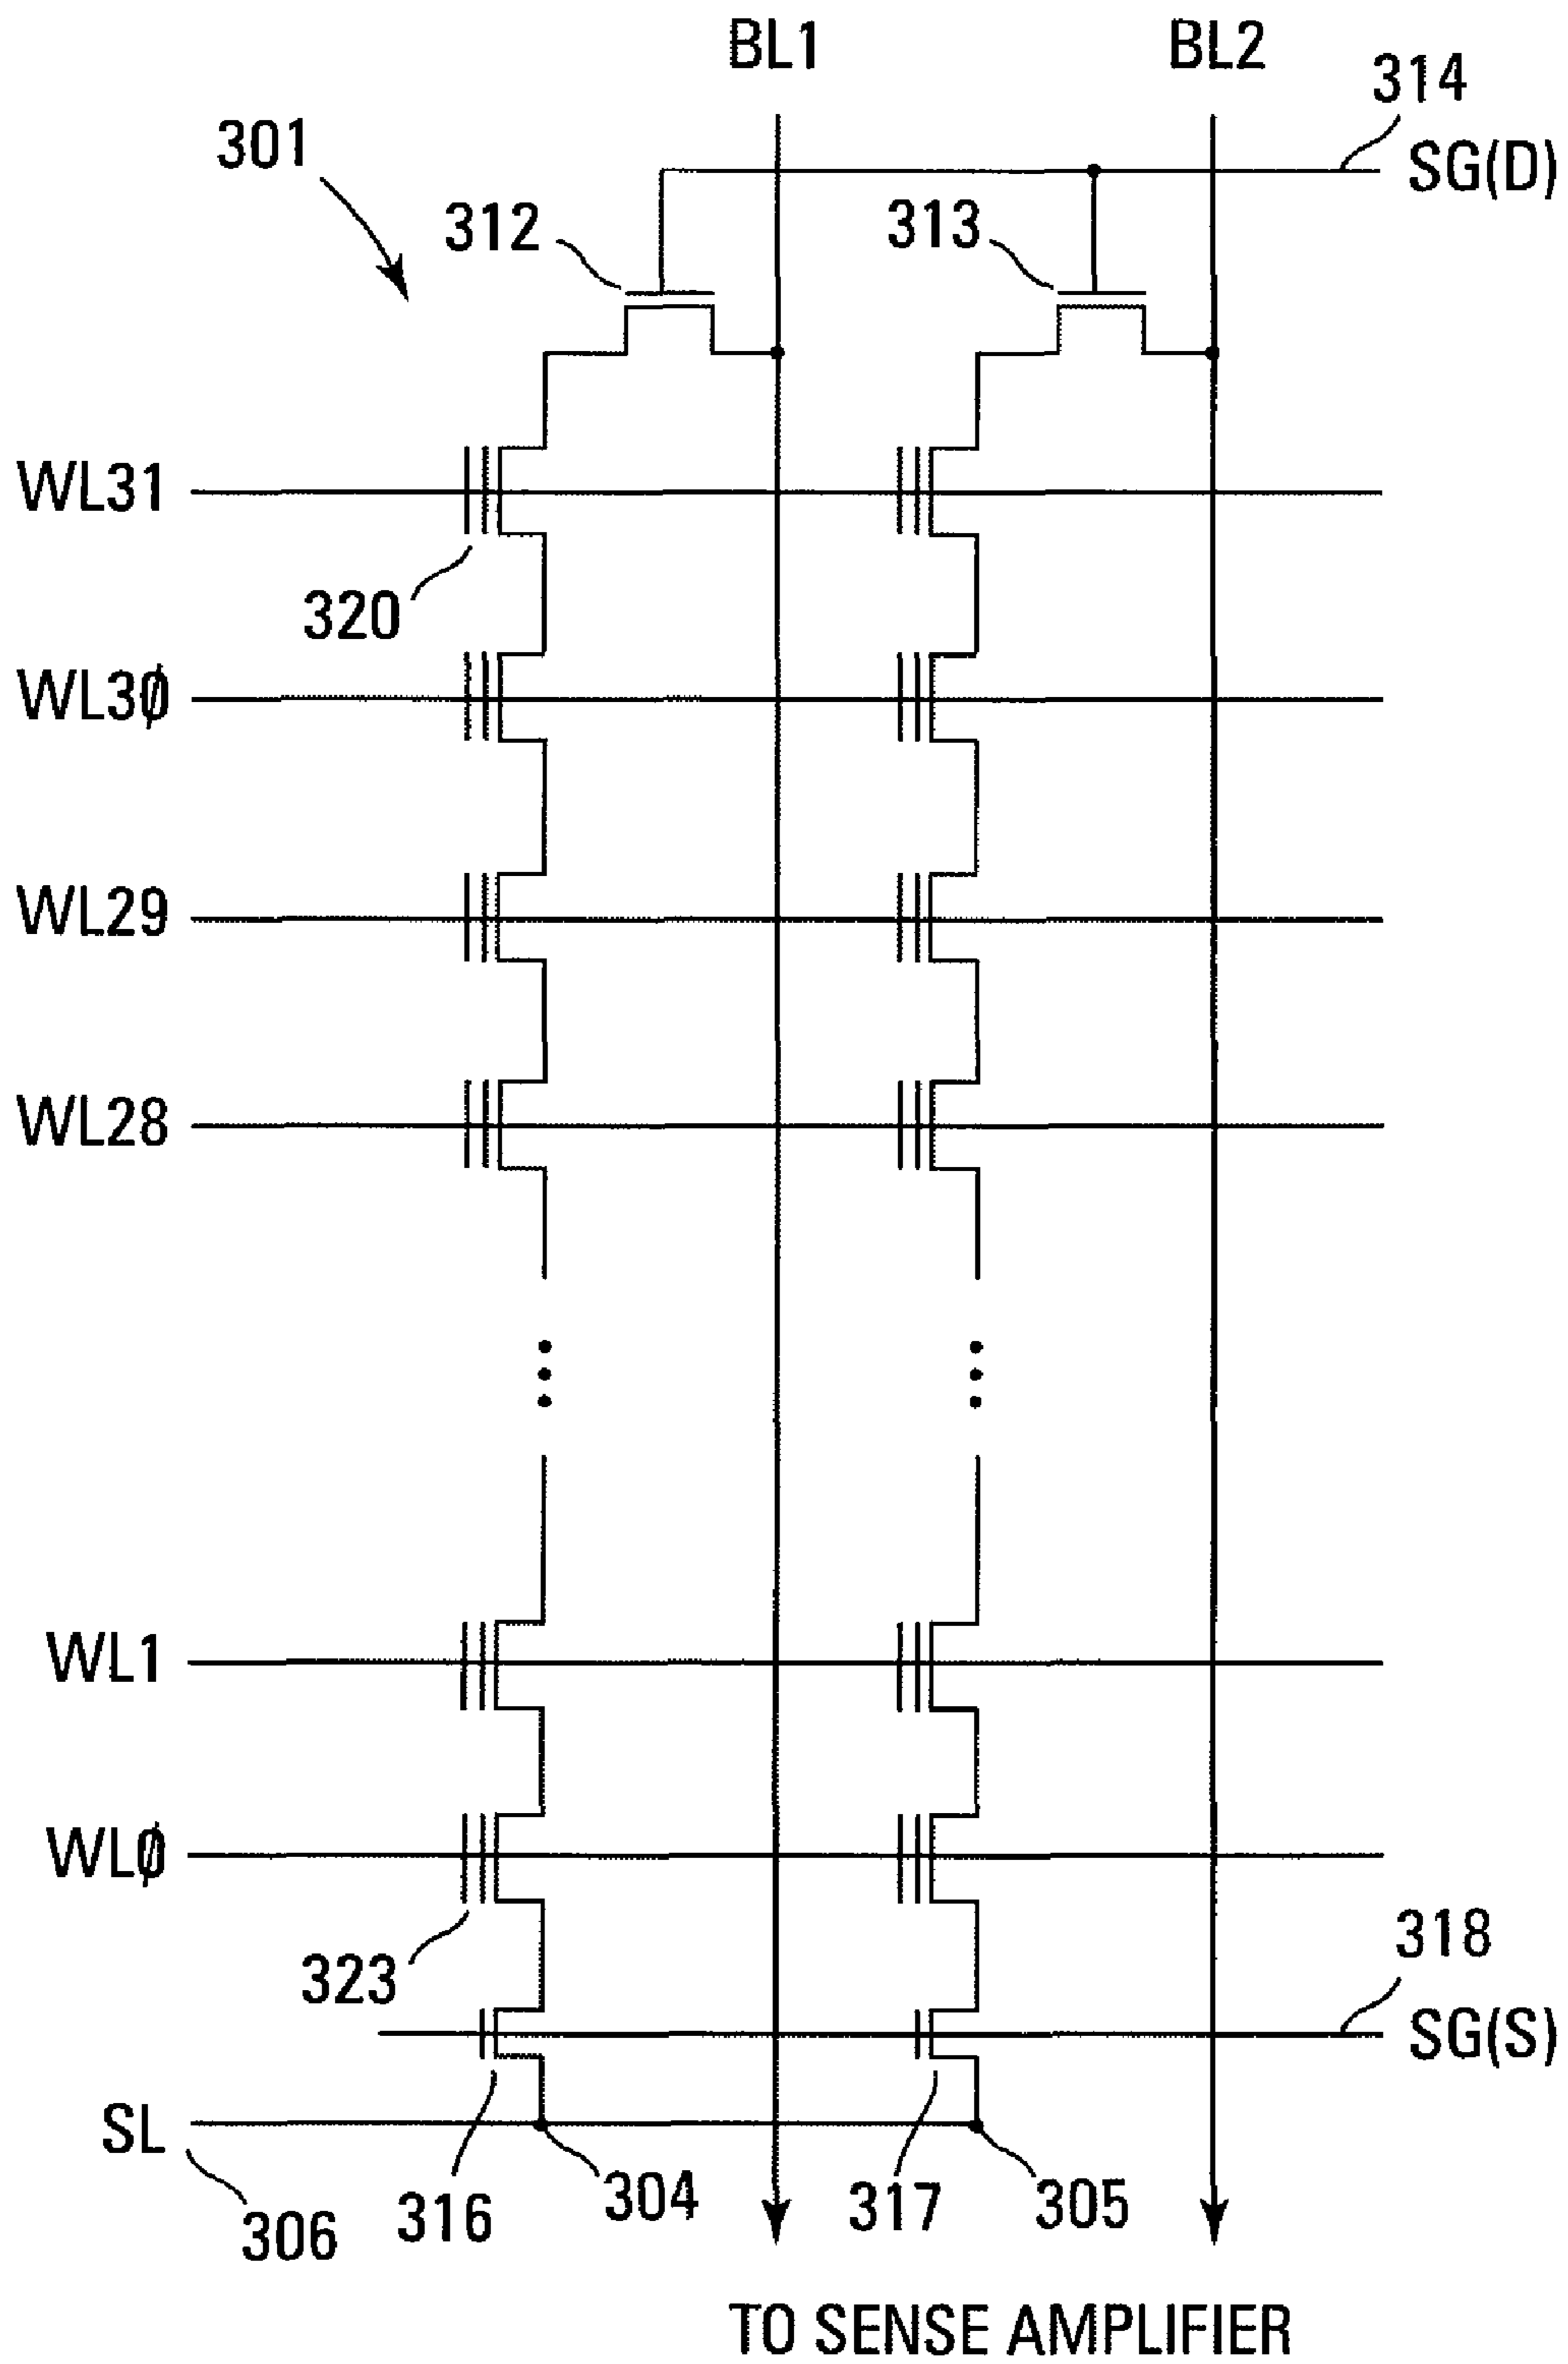 BL1
BL2
314
SG(D)
301
312
313
WL31
320
WL3Ø
WL29
WL28
WL1
WLØ
323
318
SG(S)
SL
304
305
316
317
306
TO SENSE AMPLIFIER